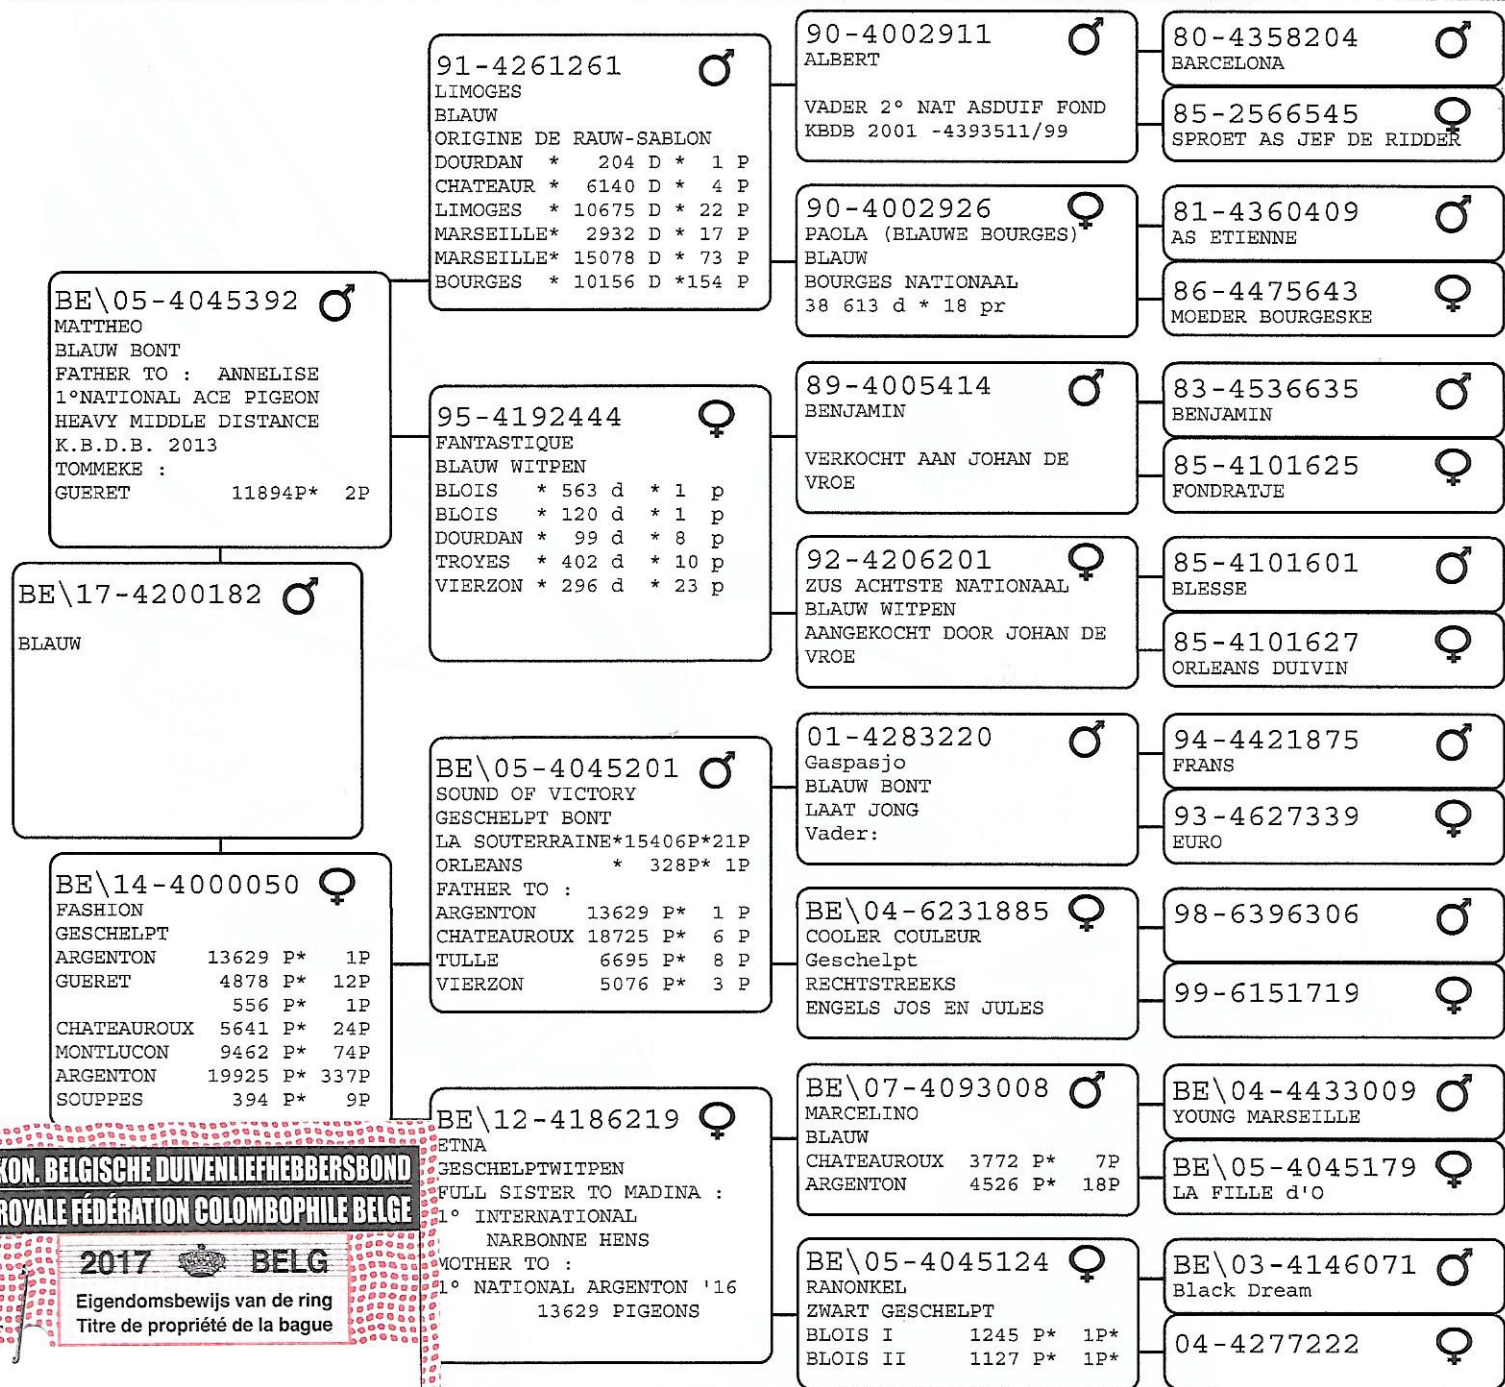 BE\17-4200182 ♂
BLAUW
BE\05-4045392 ♂
MATTHEO
BLAUW BONT
FATHER TO : ANNELISE
1°NATIONAL ACE PIGEON
HEAVY MIDDLE DISTANCE
K.B.D.B. 2013
TOMMEKE :
GUERET 11894P* 2P
BE\14-4000050 ♀
FASHION
GESCHELPT
ARGENTON 13629 P* 1P
GUERET 4878 P* 12P
556 P* 1P
CHATEAUROUX 5641 P* 24P
MONTLUCON 9462 P* 74P
ARGENTON 19925 P* 337P
SOUPPES 394 P* 9P
91-4261261 ♂
LIMOGES
BLAUW
ORIGINE DE RAUW-SABLON
DOURDAN * 204 D * 1 P
CHATEAUR * 6140 D * 4 P
LIMOGES * 10675 D * 22 P
MARSEILLE* 2932 D * 17 P
MARSEILLE* 15078 D * 73 P
BOURGES * 10156 D *154 P
95-4192444 ♀
FANTASTIQUE
BLAUW WITPEN
BLOIS * 563 d * 1 p
BLOIS * 120 d * 1 p
DOURDAN * 99 d * 8 p
TROYES * 402 d * 10 p
VIERZON * 296 d * 23 p
BE\05-4045201 ♂
SOUND OF VICTORY
GESCHELPT BONT
LA SOUTERRAINE*15406P*21P
ORLEANS * 328P* 1P
FATHER TO :
ARGENTON 13629 P* 1 P
CHATEAUROUX 18725 P* 6 P
TULLE 6695 P* 8 P
VIERZON 5076 P* 3 P
BE\12-4186219 ♀
ETNA
GESCHELPTWITPEN
FULL SISTER TO MADINA :
1° INTERNATIONAL
NARBONNE HENS
MOTHER TO :
1° NATIONAL ARGENTON '16
13629 PIGEONS
90-4002911 ♂
ALBERT
VADER 2° NAT ASDUIF FOND
KBDB 2001 -4393511/99
90-4002926 ♀
PAOLA (BLAUWE BOURGES)
BLAUW
BOURGES NATIONAAL
38 613 d * 18 pr
89-4005414 ♂
BENJAMIN
VERKOCHT AAN JOHAN DE
VROE
92-4206201 ♀
ZUS ACHTSTE NATIONAAL
BLAUW WITPEN
AANGEKOCHT DOOR JOHAN DE
VROE
01-4283220 ♂
Gaspasjo
BLAUW BONT
LAAT JONG
Vader:
BE\04-6231885 ♀
COOLER COULEUR
Geschelpt
RECHTSTREEKS
ENGELS JOS EN JULES
BE\07-4093008 ♂
MARCELINO
BLAUW
CHATEAUROUX 3772 P* 7P
ARGENTON 4526 P* 18P
BE\05-4045124 ♀
RANONKEL
ZWART GESCHELPT
BLOIS I 1245 P* 1P*
BLOIS II 1127 P* 1P*
80-4358204 ♂
BARCELONA
85-2566545 ♀
SPROET AS JEF DE RIDDER
81-4360409 ♂
AS ETIENNE
86-4475643 ♀
MOEDER BOURGESKE
83-4536635 ♂
BENJAMIN
85-4101625 ♀
FONDRATJE
85-4101601 ♂
BLESSE
85-4101627 ♀
ORLEANS DUIVIN
94-4421875 ♂
FRANS
93-4627339 ♀
EURO
98-6396306 ♂
99-6151719 ♀
BE\04-4433009 ♂
YOUNG MARSEILLE
BE\05-4045179 ♀
LA FILLE d'O
BE\03-4146071 ♂
Black Dream
04-4277222 ♀
KON. BELGISCHE DUIVENLIEFHEBBERSBOND
ROYALE FÉDÉRATION COLOMBOPHILE BELGE
2017 BELG
Eigendomsbewijs van de ring
Titre de propriété de la bague